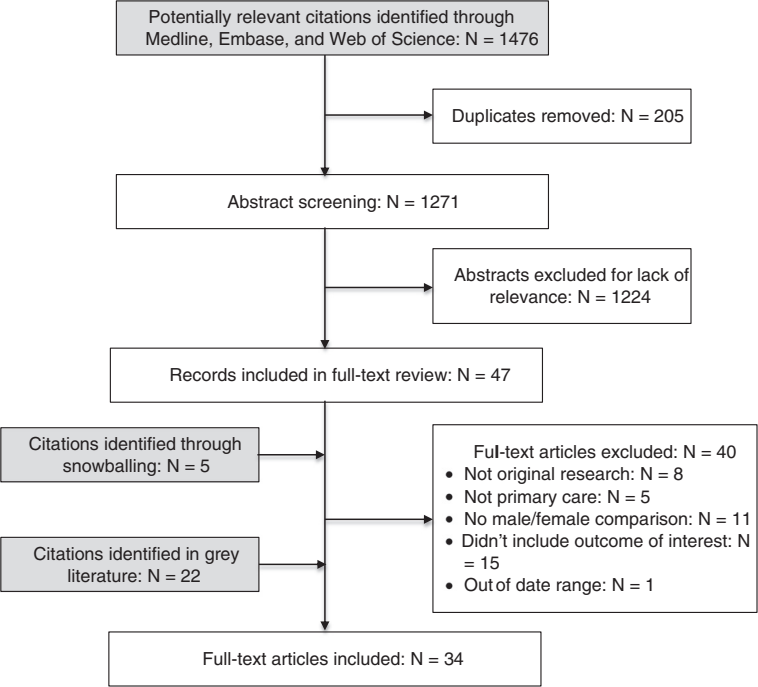 Potentially relevant citations identified through
Medline, Embase, and Web of Science: N = 1476
Duplicates removed: N = 205
Abstract screening: N = 1271
Abstracts excluded for lack of
relevance: N = 1224
Records included in full-text review: N = 47
Citations identified through
snowballing: N = 5
Ful-text articles excluded: N = 40
• Not original research: N = 8
• Not primary care: N = 5
• No male/female comparison: N = 11
• Didn't include outcome of interest: N
= 15
• Out of date range: N = 1
Citations identified in grey
literature: N = 22
Full-text articles included: N = 34